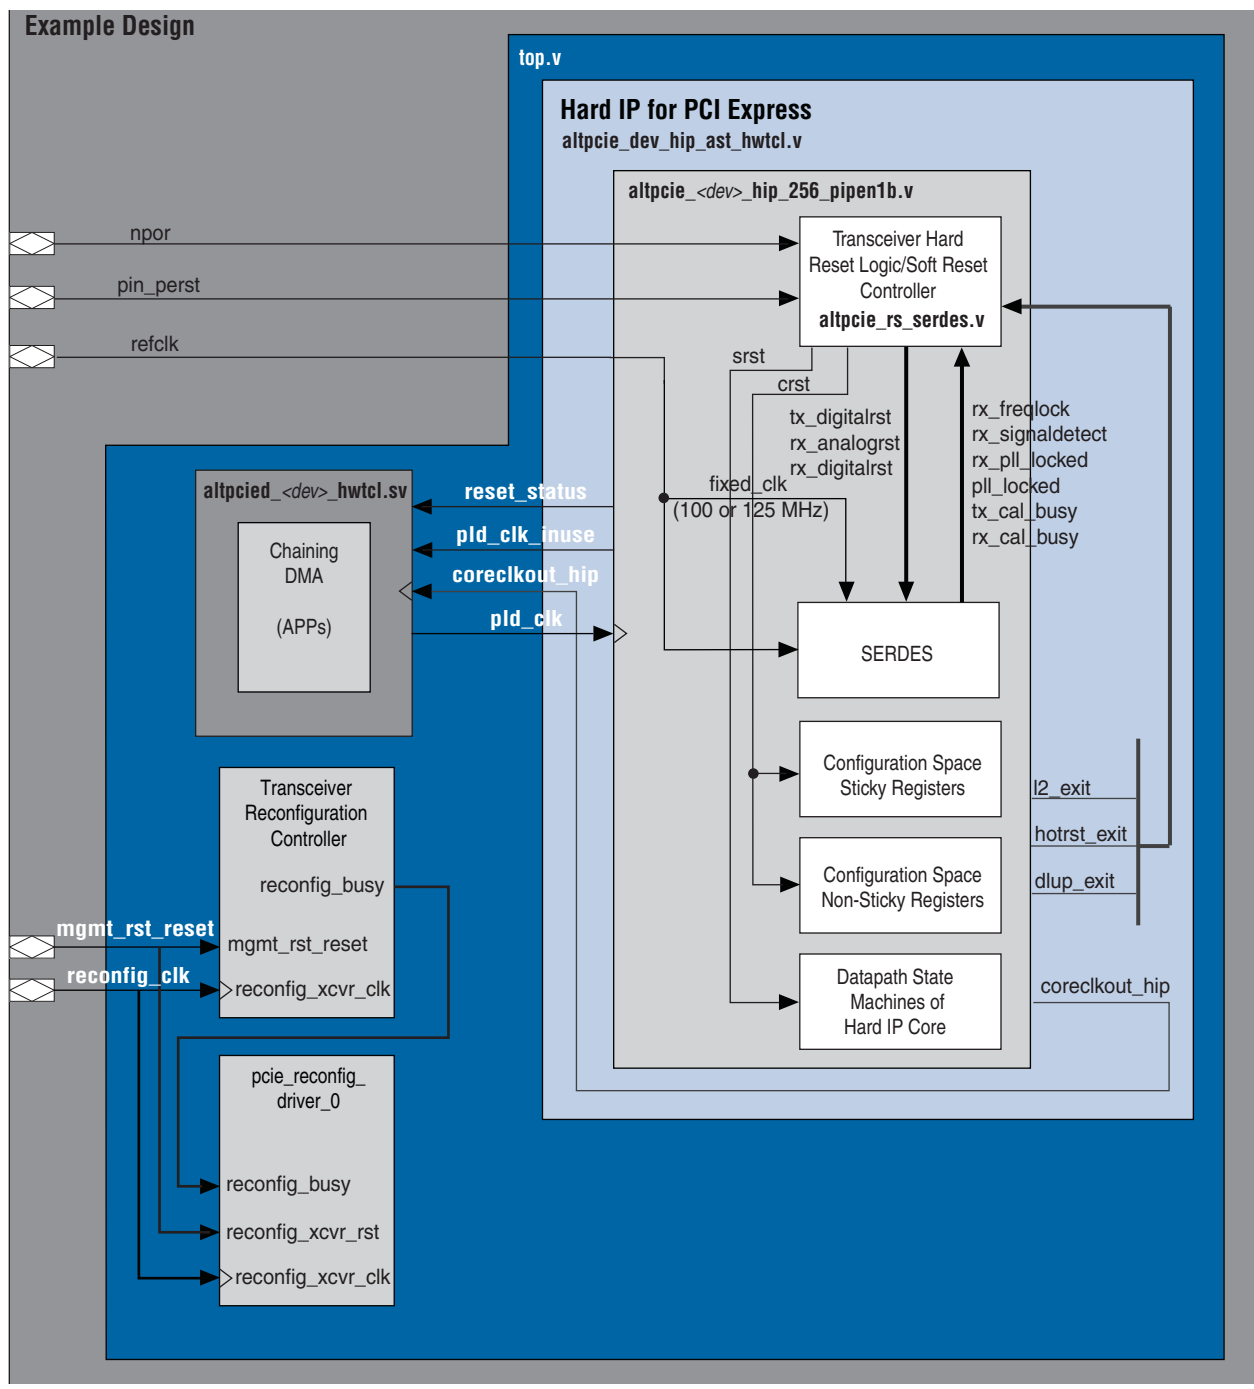 Example Design
top.v
Hard IP for PCI Express
altpcie_dev_hip_ast_hwtcl.v
altpcie_<dev>_hip_256_pipen1b.v
npor
pin_perst
refclk
Transceiver Hard
Reset Logic/Soft Reset
Controller
altpcie_rs_serdes.v
srst
crst
tx_digitalrst
rx_analogrst
rx_digitalrst
rx_freqlock
rx_signaldetect
rx_pll_locked
pll_locked
tx_cal_busy
rx_cal_busy
fixed_clk
(100 or 125 MHz)
altpcied_<dev>_hwtcl.sv
Chaining
DMA
(APPs)
reset_status
pld_clk_inuse
coreclkout_hip
pld_clk
SERDES
Configuration Space
Sticky Registers
Configuration Space
Non-Sticky Registers
Datapath State
Machines of
Hard IP Core
l2_exit
hotrst_exit
dlup_exit
coreclkout_hip
Transceiver
Reconfiguration
Controller
reconfig_busy
mgmt_rst_reset
mgmt_rst_reset
reconfig_clk
reconfig_xcvr_clk
pcie_reconfig_
driver_0
reconfig_busy
reconfig_xcvr_rst
reconfig_xcvr_clk